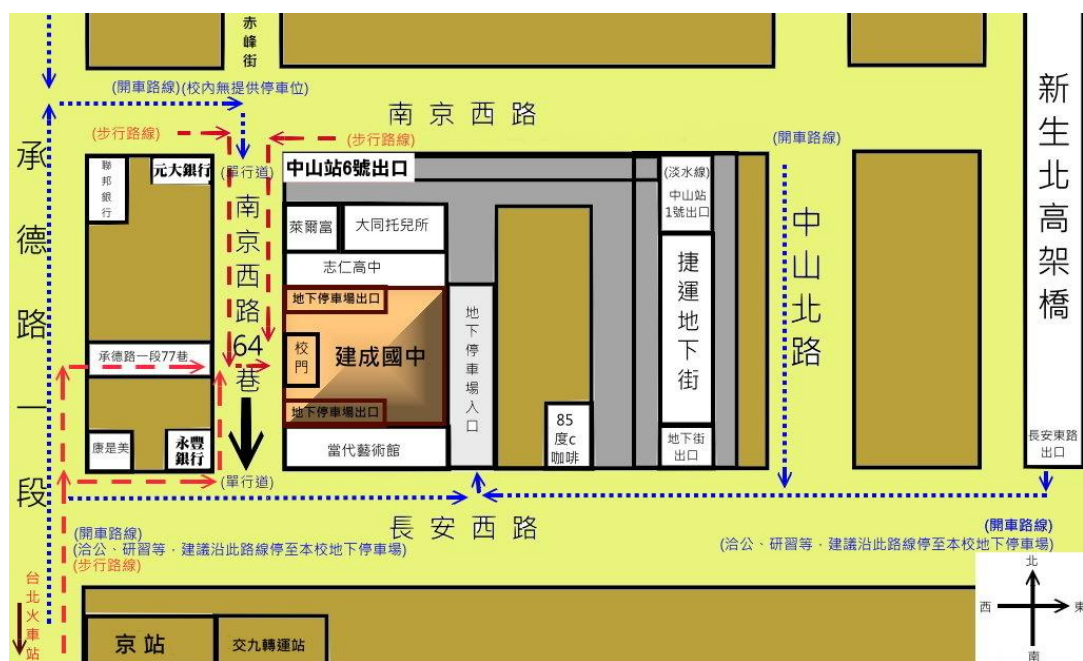 赤峰街
(開車路線)(校內無提供停車位)
南京西路
(步行路線)
(步行路線)
(開車路線)
新生北高架橋
承德路一段
聯邦銀行
元大銀行
(單行道)
中山站6號出口
(淡水線)
中山站
1號出口
南京西路64巷
萊爾富
大同托兒所
中山北路
志仁高中
捷運地下街
地下停車場出口
地下停車場入口
校門
建成國中
承德路一段77巷
地下停車場出口
康是美
永豐
銀行
當代藝術館
85
度c
咖啡
地下街
出口
長安東路
出口
(單行道)
長安西路
(開車路線)
(洽公、研習等，建議沿此路線停至本校地下停車場)
(步行路線)
(開車路線)
(洽公、研習等，建議沿此路線停至本校地下停車場)
台北火車站
京站
交九轉運站
北
西
東
南